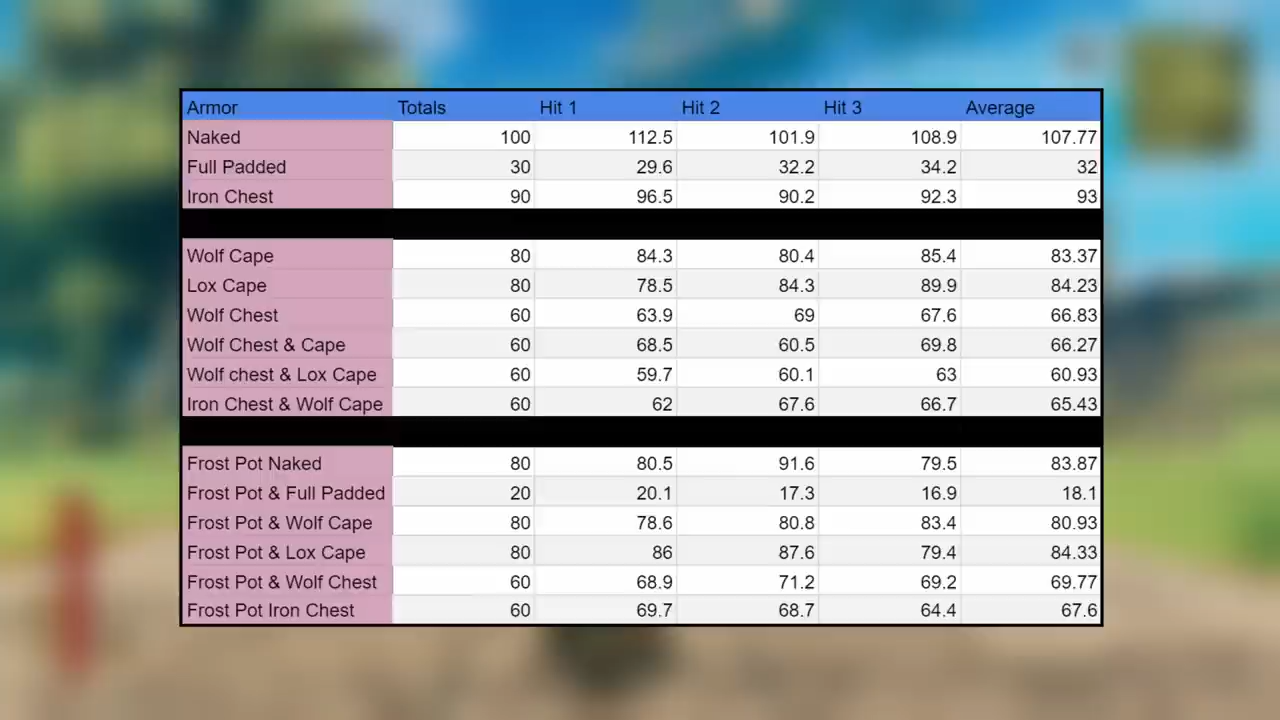 Armor Totals Hit 1 Hit 2 Hit 3 Average
Naked 100 112.5 101.9 108.9 107.77
Full Padded 30 29.6 32.2 34.2 32
Iron Chest 90 96.5 90.2 92.3 93
Wolf Cape 80 84.3 80.4 85.4 83.37
Lox Cape 80 78.5 84.3 89.9 84.23
Wolf Chest 60 63.9 69 67.6 66.83
Wolf Chest & Cape 60 68.5 60.5 69.8 66.27
Wolf chest & Lox Cape 60 59.7 60.1 63 60.93
Iron Chest & Wolf Cape 60 62 67.6 66.7 65.43
Frost Pot Naked 80 80.5 91.6 79.5 83.87
Frost Pot & Full Padded 20 20.1 17.3 16.9 18.1
Frost Pot & Wolf Cape 80 78.6 80.8 83.4 80.93
Frost Pot & Lox Cape 80 86 87.6 79.4 84.33
Frost Pot & Wolf Chest 60 68.9 71.2 69.2 69.77
Frost Pot Iron Chest 60 69.7 68.7 64.4 67.6